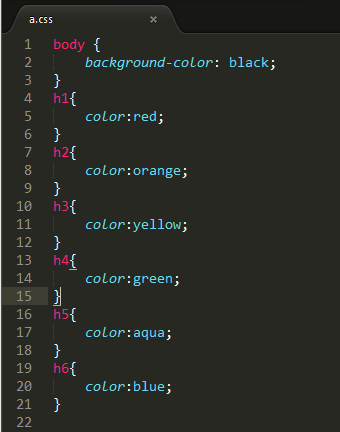 a.css ×
1 body {
2     background-color: black;
3 }
4 h1{
5     color:red;
6 }
7 h2{
8     color:orange;
9 }
10 h3{
11     color:yellow;
12 }
13 h4{
14     color:green;
15 }
16 h5{
17     color:aqua;
18 }
19 h6{
20     color:blue;
21 }
22